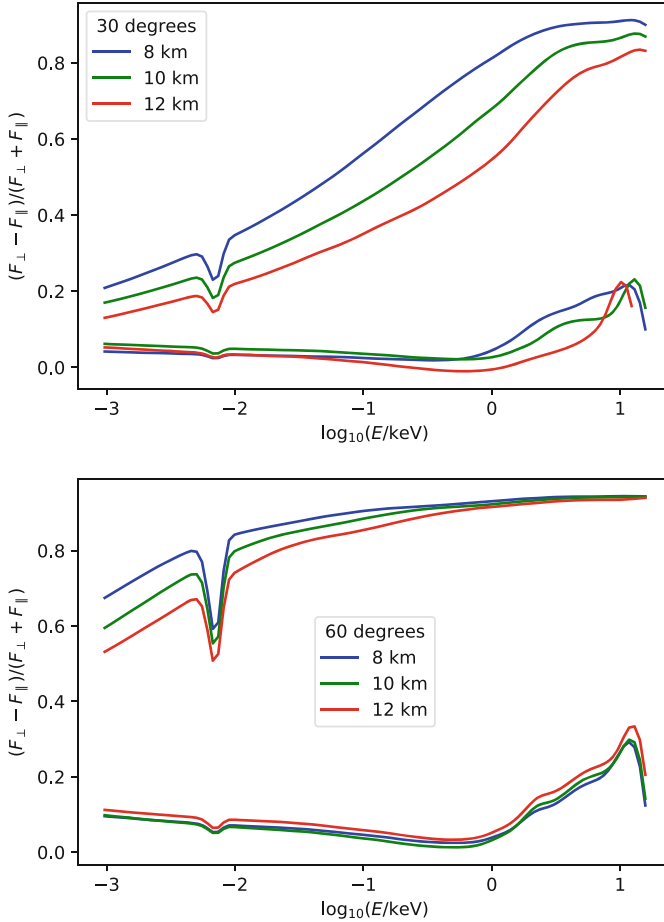 30 degrees
8 km
10 km
12 km
0.8
0.6
0.4
0.2
0.0
(F⊥ − F∥)/(F⊥ + F∥)
−3 −2 −1 0 1
log₁₀(E/keV)
0.8
0.6
0.4
0.2
0.0
(F⊥ − F∥)/(F⊥ + F∥)
60 degrees
8 km
10 km
12 km
−3 −2 −1 0 1
log₁₀(E/keV)